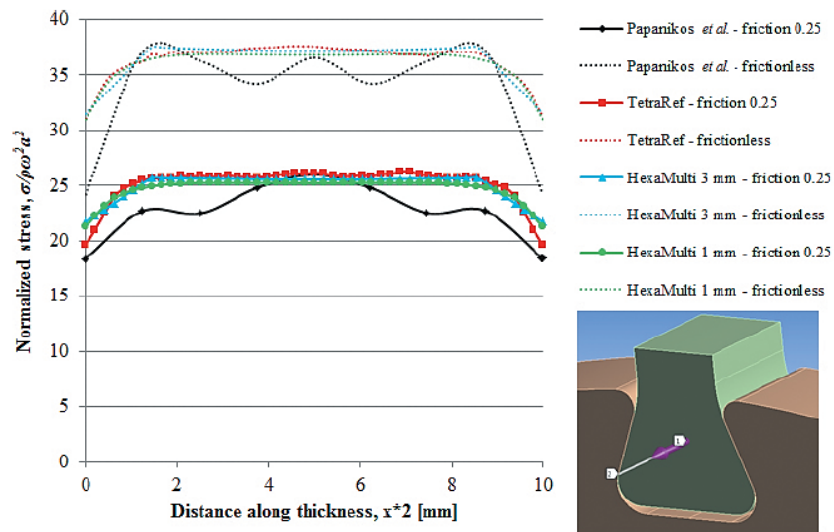 40
35
30
25
20
15
10
5
0
Normalized stress, σ/ρω²a²
0
2
4
6
8
10
Distance along thickness, x*2 [mm]
Papanikos et al. - friction 0.25
Papanikos et al. - frictionless
TetraRef - friction 0.25
TetraRef - frictionless
HexaMulti 3 mm - friction 0.25
HexaMulti 3 mm - frictionless
HexaMulti 1 mm - friction 0.25
HexaMulti 1 mm - frictionless
1